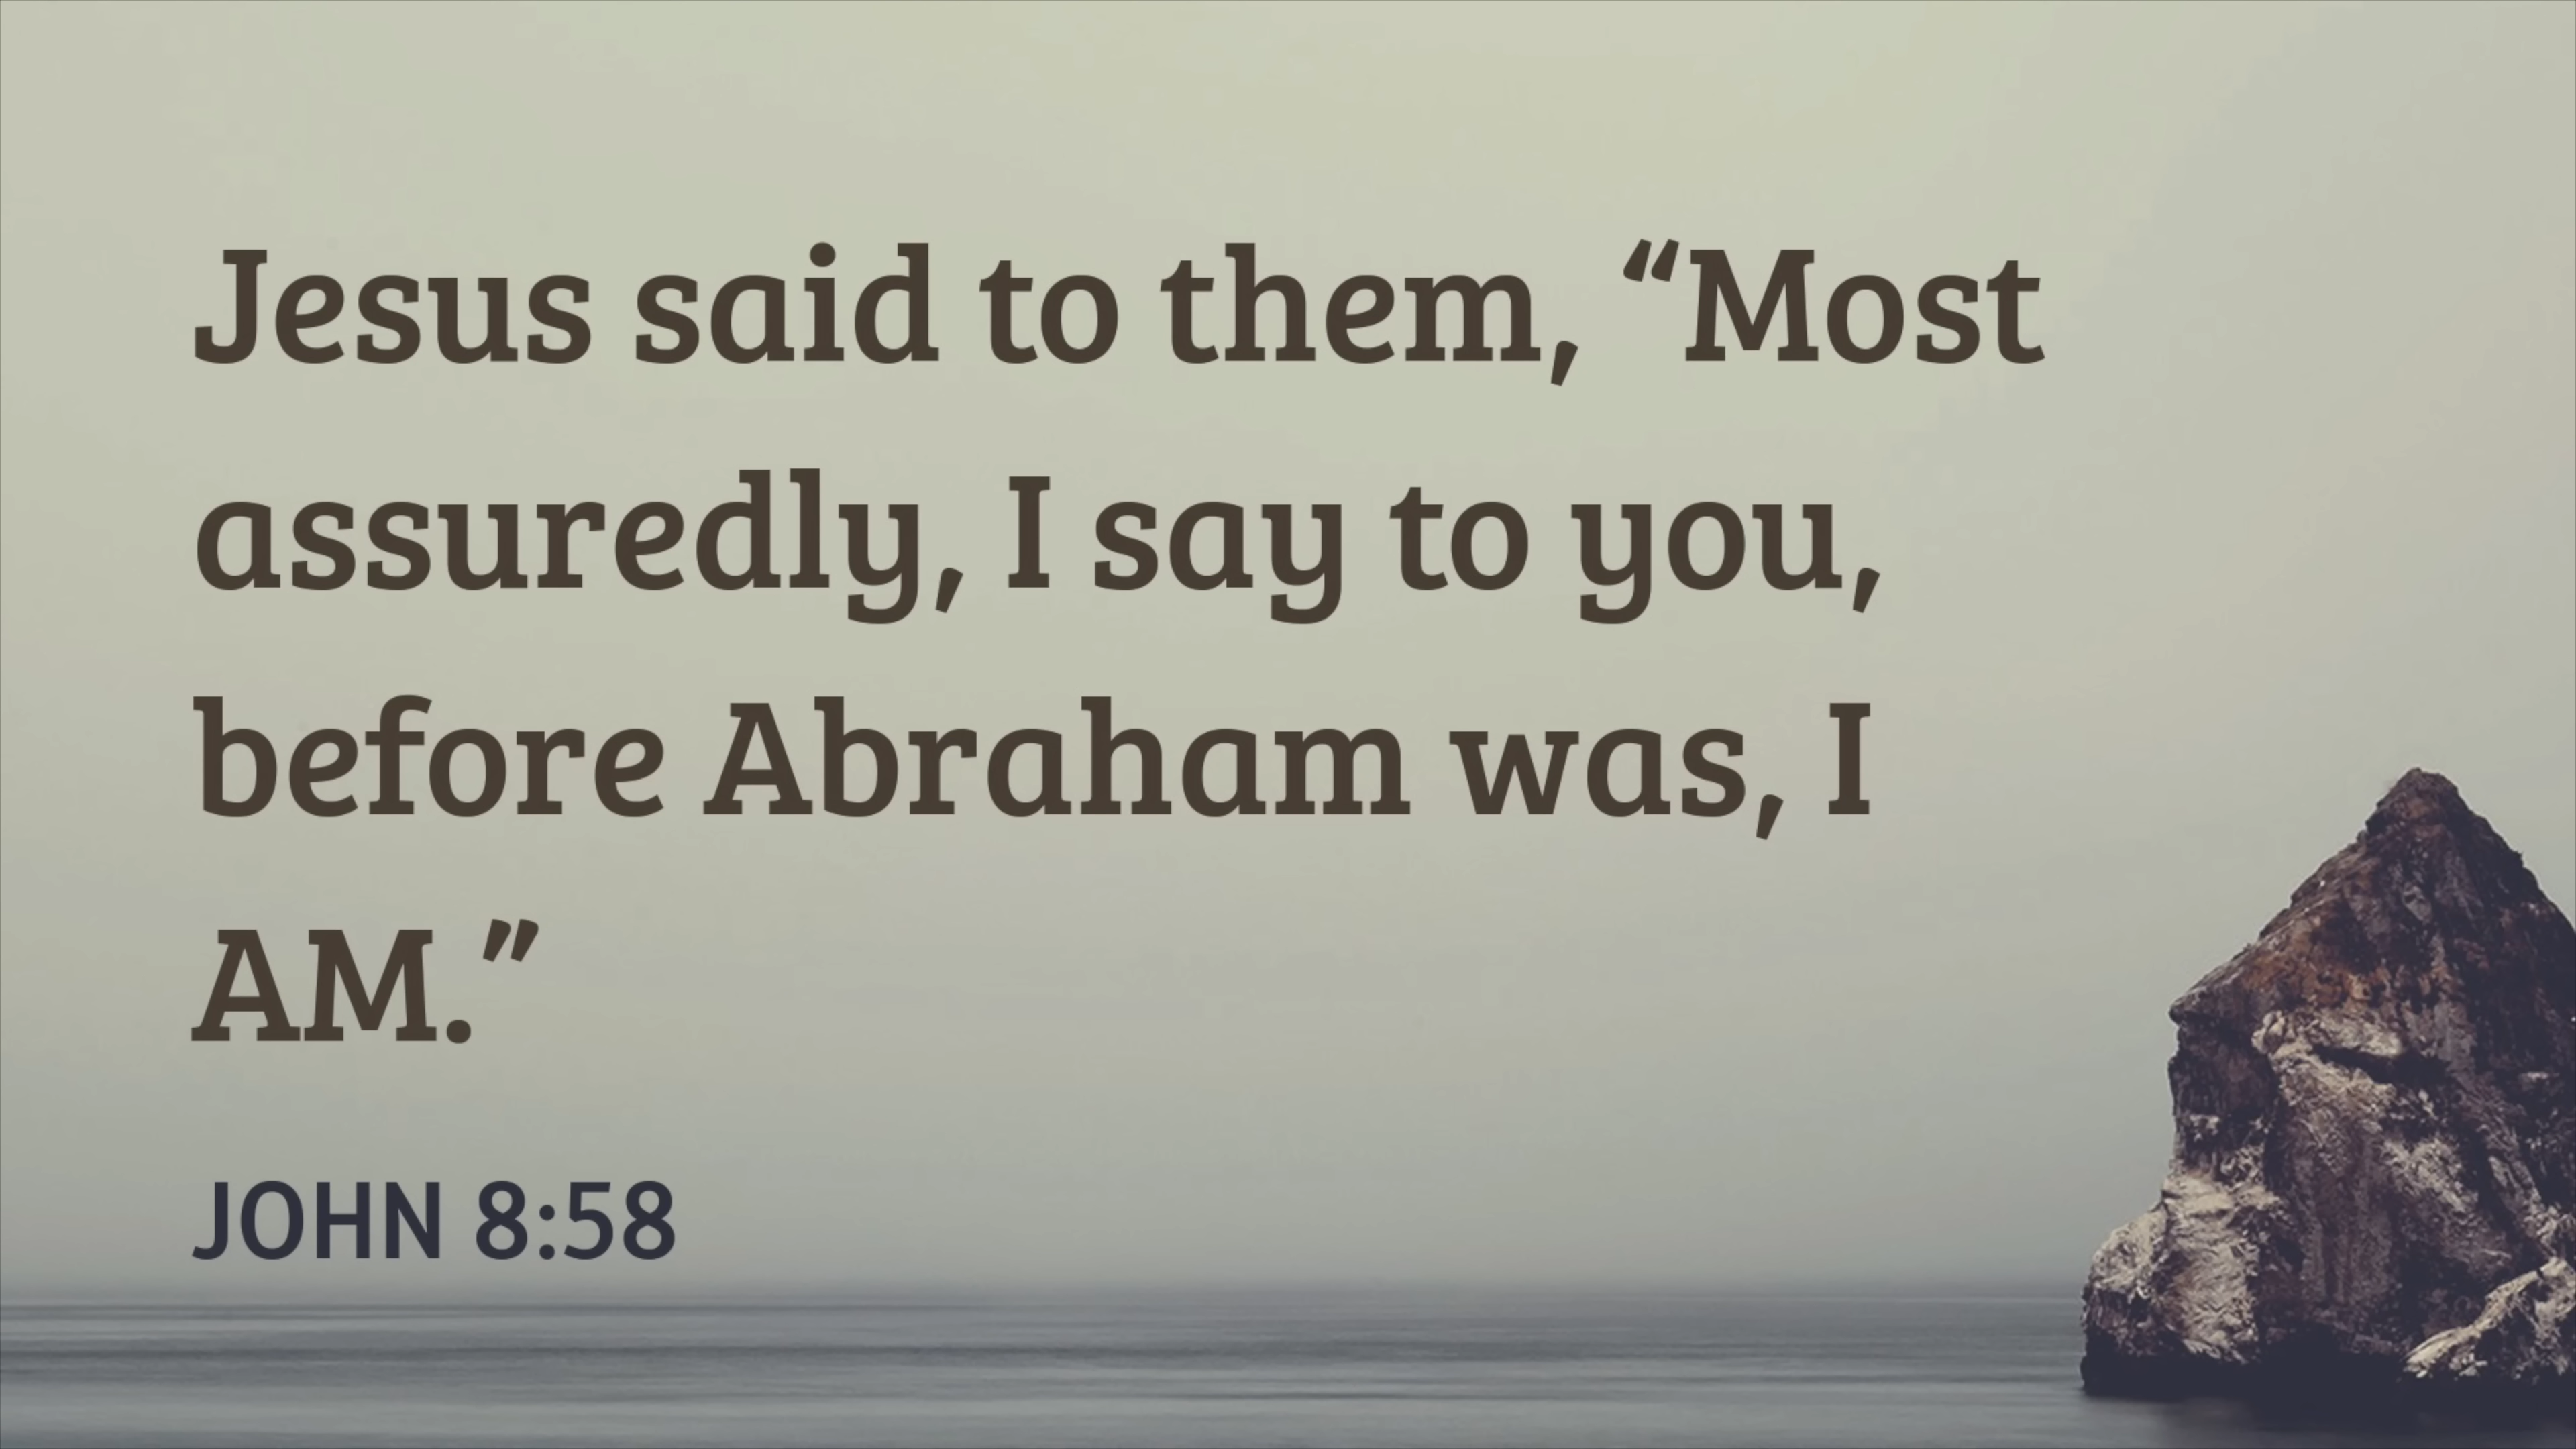 Jesus said to them, “Most
assuredly, I say to you,
before Abraham was, I
AM.”
JOHN 8:58